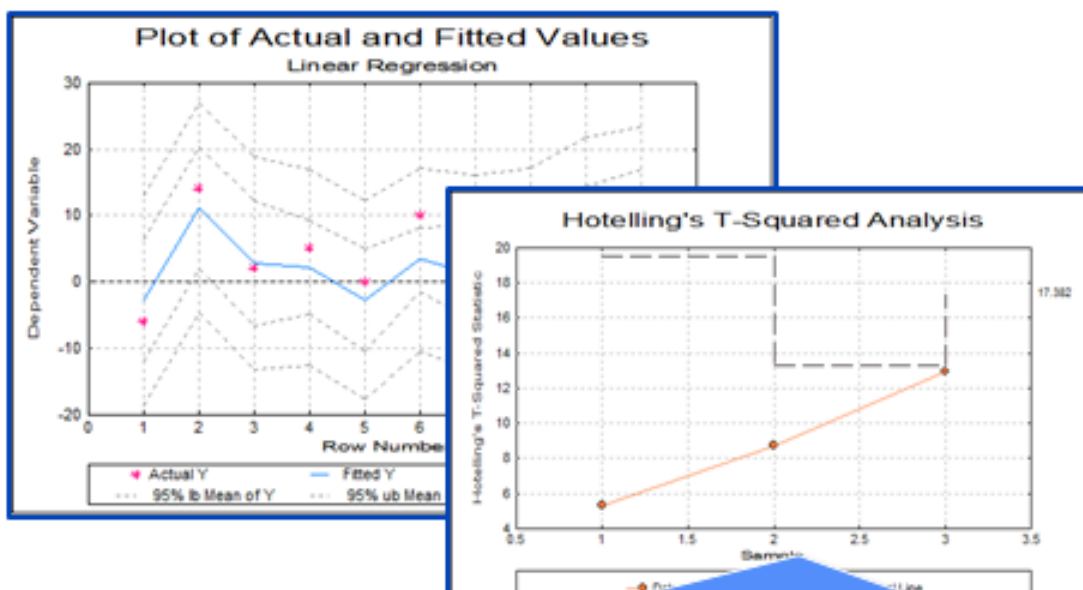 Plot of Actual and Fitted Values
Linear Regression
Dependent Variable
30
20
10
0
-10
-20
0 1 2 3 4 5 6
Row Numbe
Actual Y Fitted Y
95% lb Mean of Y 95% ub Mean
Hotelling's T-Squared Analysis
Hotelling's T-Squared Statistic
20
18
16
14
12
10
8
6
4
17.382
0.5 1 1.5 2 2.5 3 3.5
Sample
Line